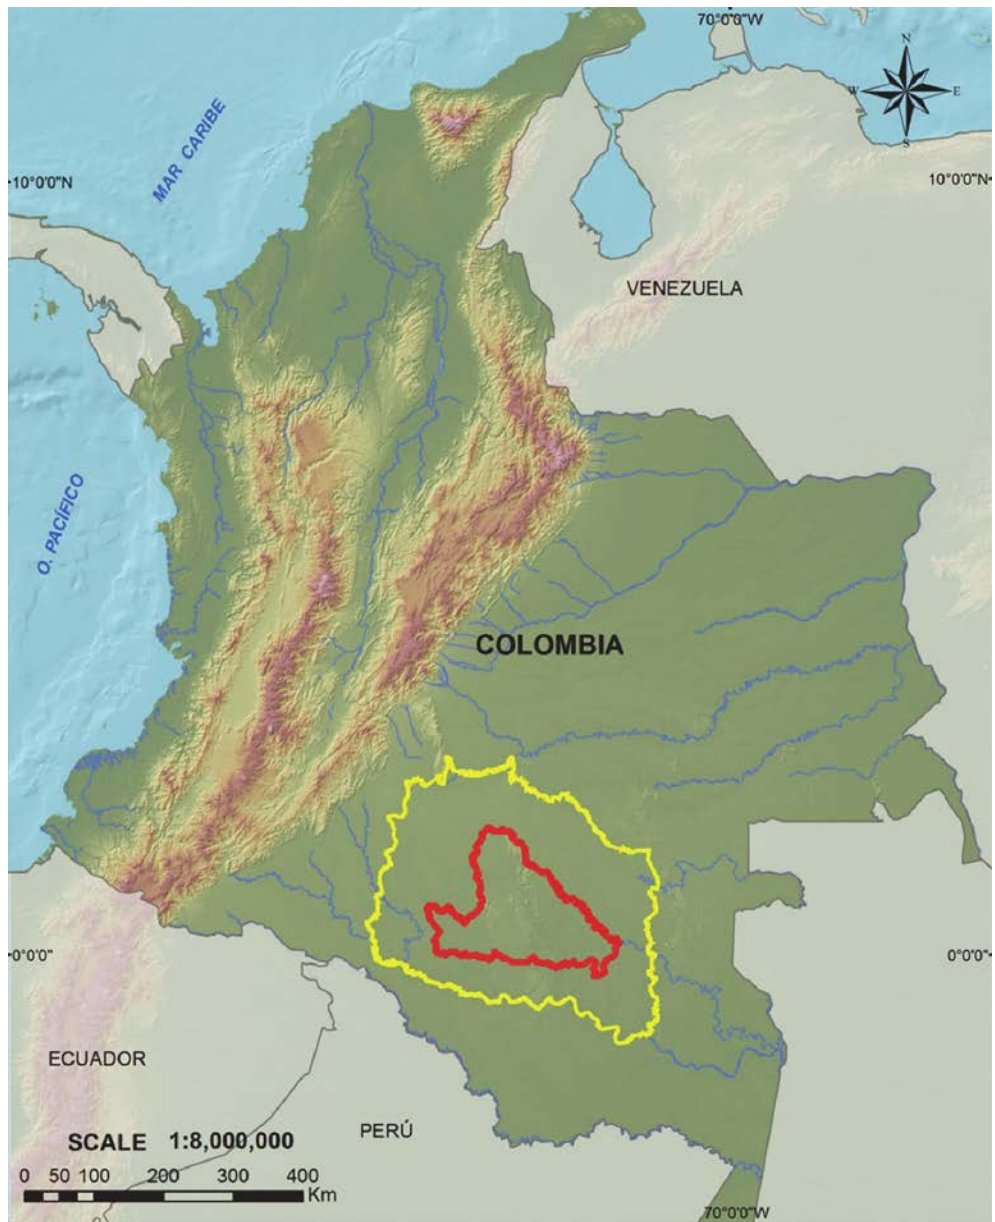 70°0'0"W
N
W
E
S
MAR CARIBE
10°0'0"N
10°0'0"N
VENEZUELA
O. PACÍFICO
COLOMBIA
0°0'0"
0°0'0"
ECUADOR
PERÚ
SCALE 1:8,000,000
0 50 100 200 300 400
Km
70°0'0"W